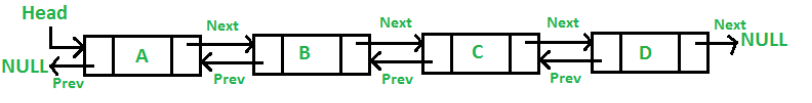 Head
Next Next Next Next
A B C D NULL
NULL Prev Prev Prev Prev